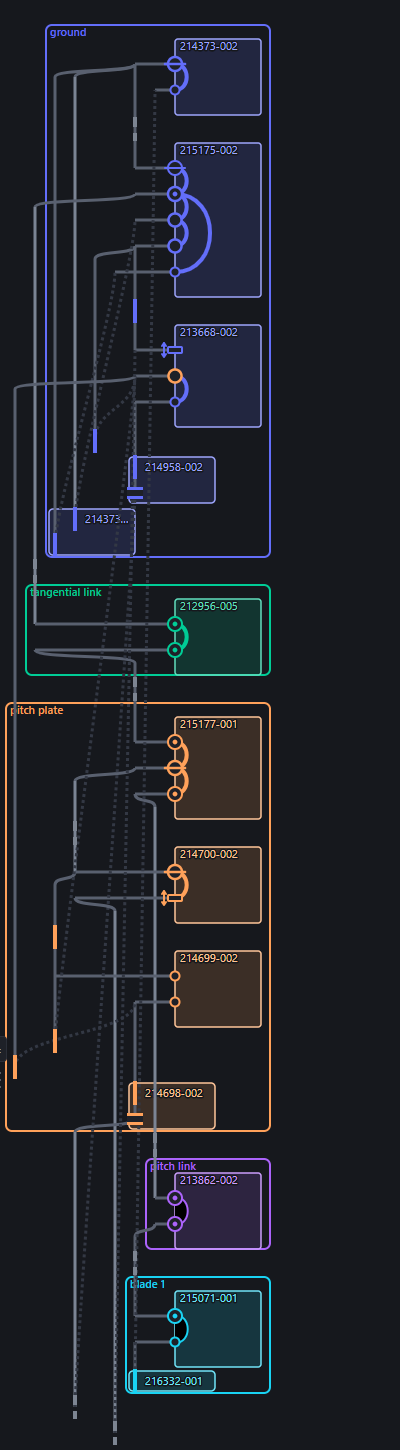 ground
214373-002
215175-002
213668-002
214958-002
214373...
tangential link
212956-005
pitch plate
215177-001
214700-002
214699-002
214698-002
pitch link
213862-002
blade 1
215071-001
216332-001